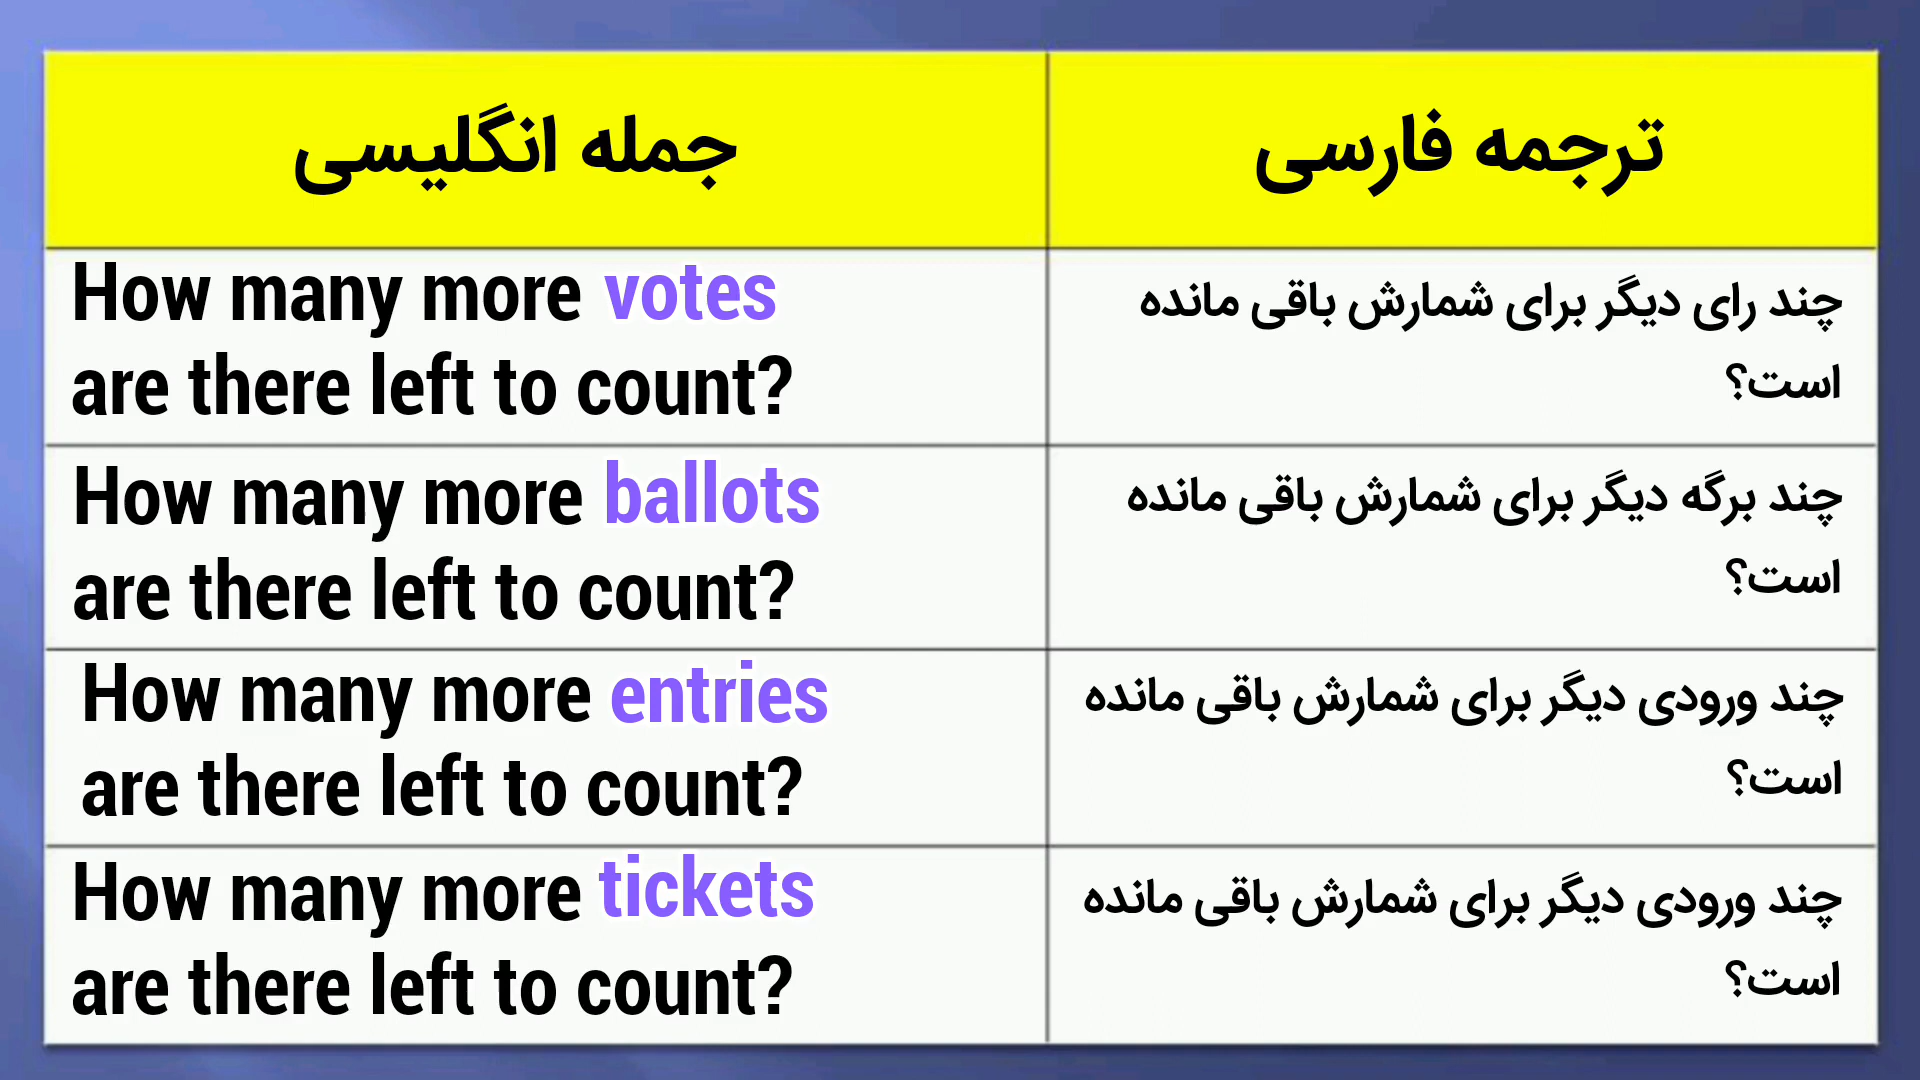 جمله انگلیسی
ترجمه فارسی
How many more votes
are there left to count?
چند رای دیگر برای شمارش باقی مانده
است؟
How many more ballots
are there left to count?
چند برگه دیگر برای شمارش باقی مانده
است؟
How many more entries
are there left to count?
چند ورودی دیگر برای شمارش باقی مانده
است؟
How many more tickets
are there left to count?
چند ورودی دیگر برای شمارش باقی مانده
است؟